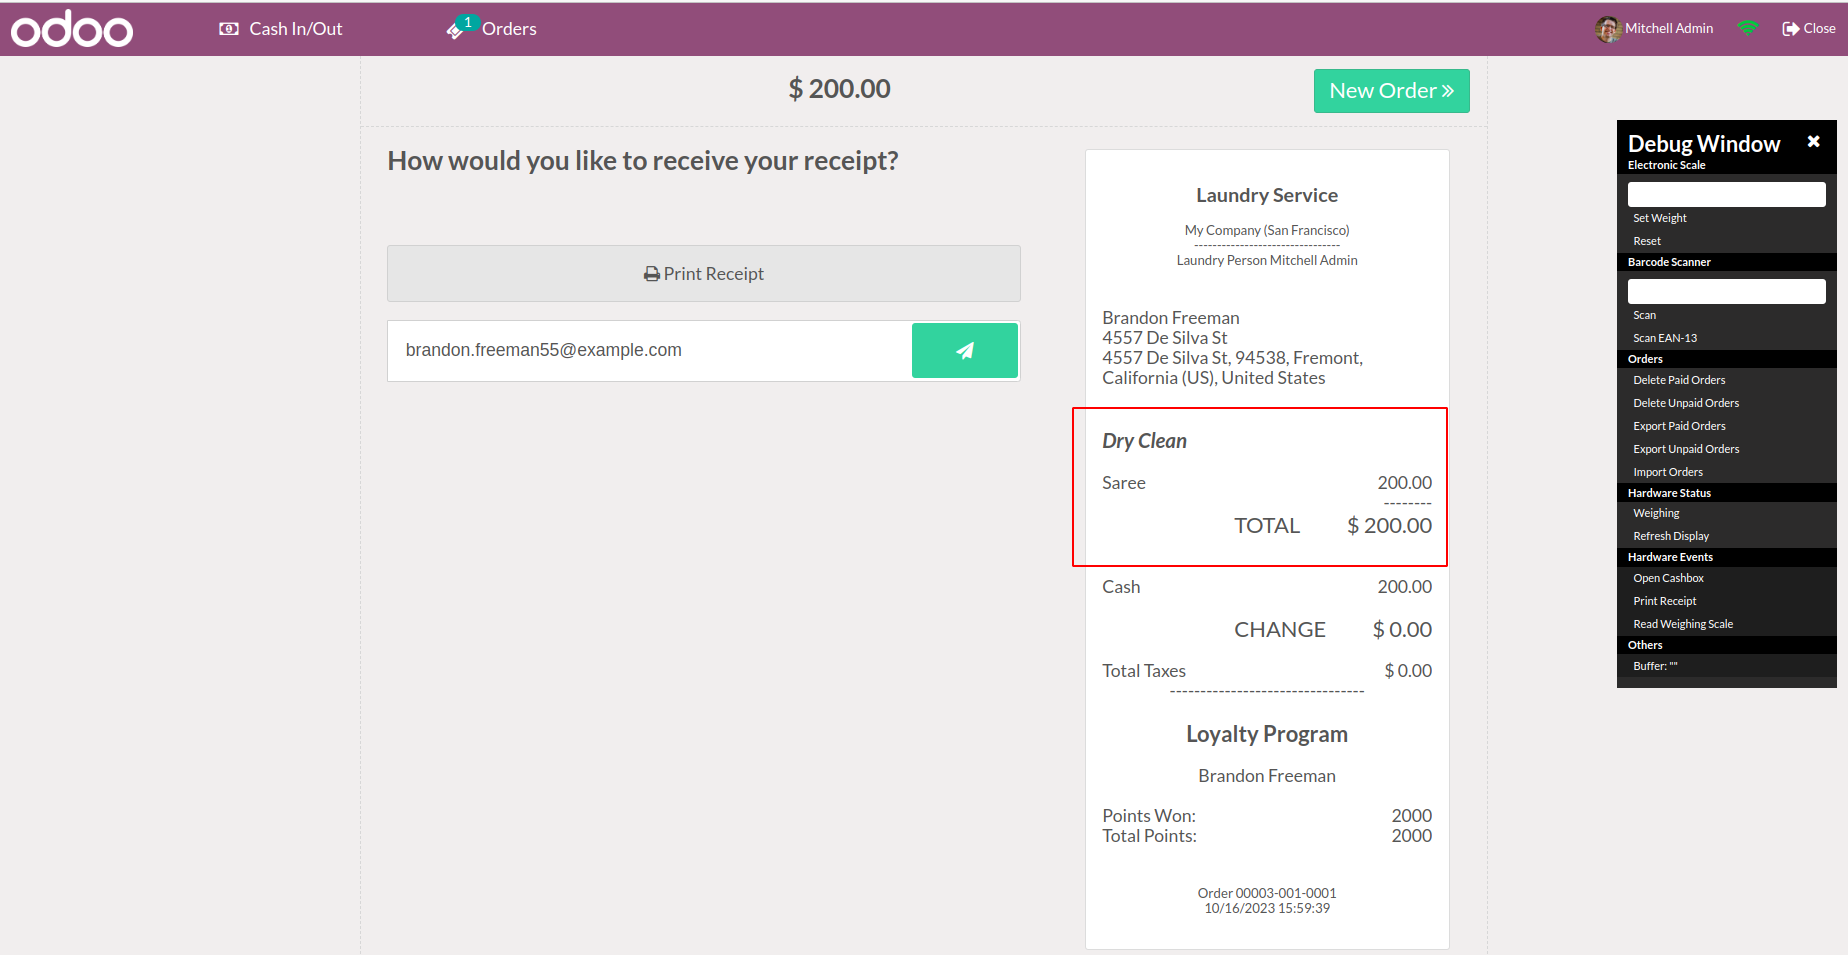 odoo
Cash In/Out
1
Orders
Mitchell Admin
Close
$ 200.00
New Order
How would you like to receive your receipt?
Print Receipt
brandon.freeman55@example.com
Laundry Service
My Company (San Francisco)
--------------------------------
Laundry Person Mitchell Admin
Brandon Freeman
4557 De Silva St
4557 De Silva St, 94538, Fremont,
California (US), United States
Dry Clean
Saree 200.00
--------
TOTAL $ 200.00
Cash 200.00
CHANGE $ 0.00
Total Taxes $ 0.00
--------------------------------
Loyalty Program
Brandon Freeman
Points Won: 2000
Total Points: 2000
Order 00003-001-0001
10/16/2023 15:59:39
Debug Window
Electronic Scale
Set Weight
Reset
Barcode Scanner
Scan
Scan EAN-13
Orders
Delete Paid Orders
Delete Unpaid Orders
Export Paid Orders
Export Unpaid Orders
Import Orders
Hardware Status
Weighing
Refresh Display
Hardware Events
Open Cashbox
Print Receipt
Read Weighing Scale
Others
Buffer: ""